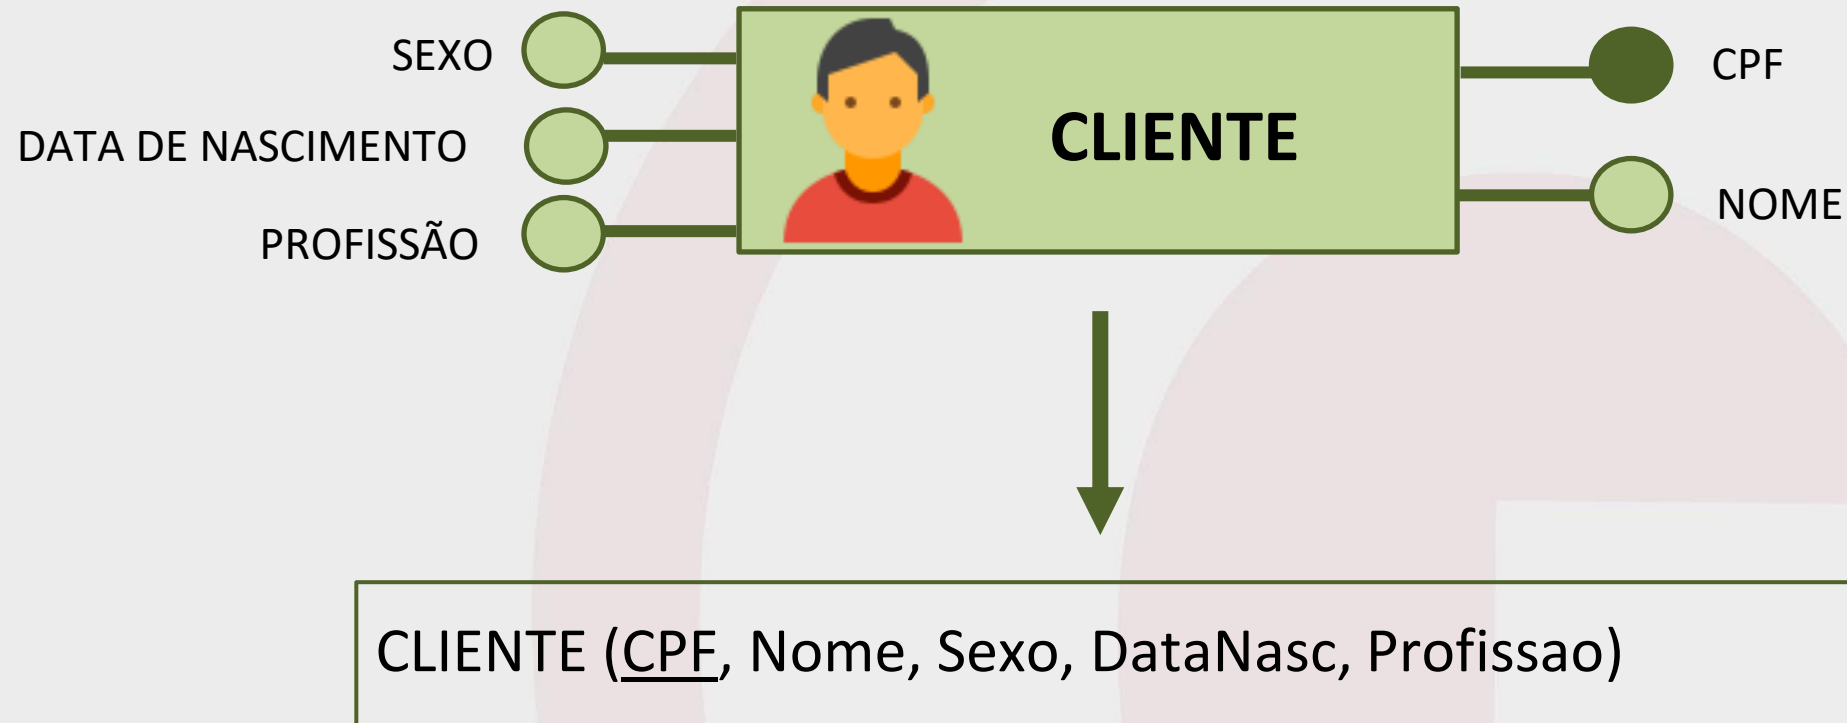 SEXO
DATA DE NASCIMENTO
PROFISSÃO
CLIENTE
CPF
NOME
CLIENTE (CPF, Nome, Sexo, DataNasc, Profissao)